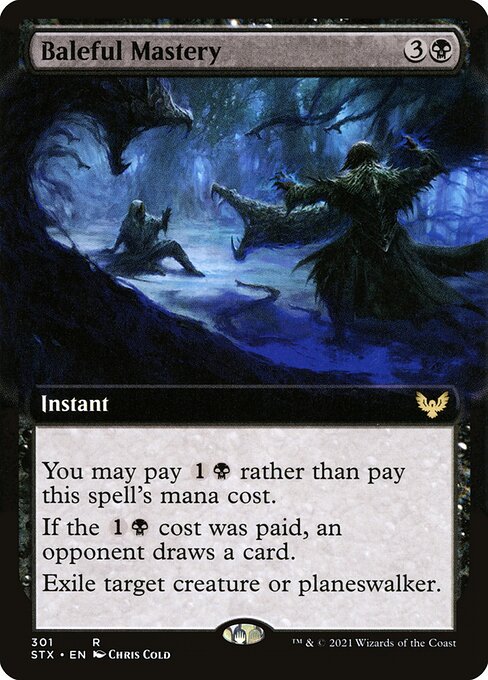 Baleful Mastery 3
Instant
You may pay 1 rather than pay
this spell's mana cost.
If the 1 cost was paid, an
opponent draws a card.
Exile target creature or planeswalker.
301 R
STX • EN Chris Cold
™ & © 2021 Wizards of the Coast